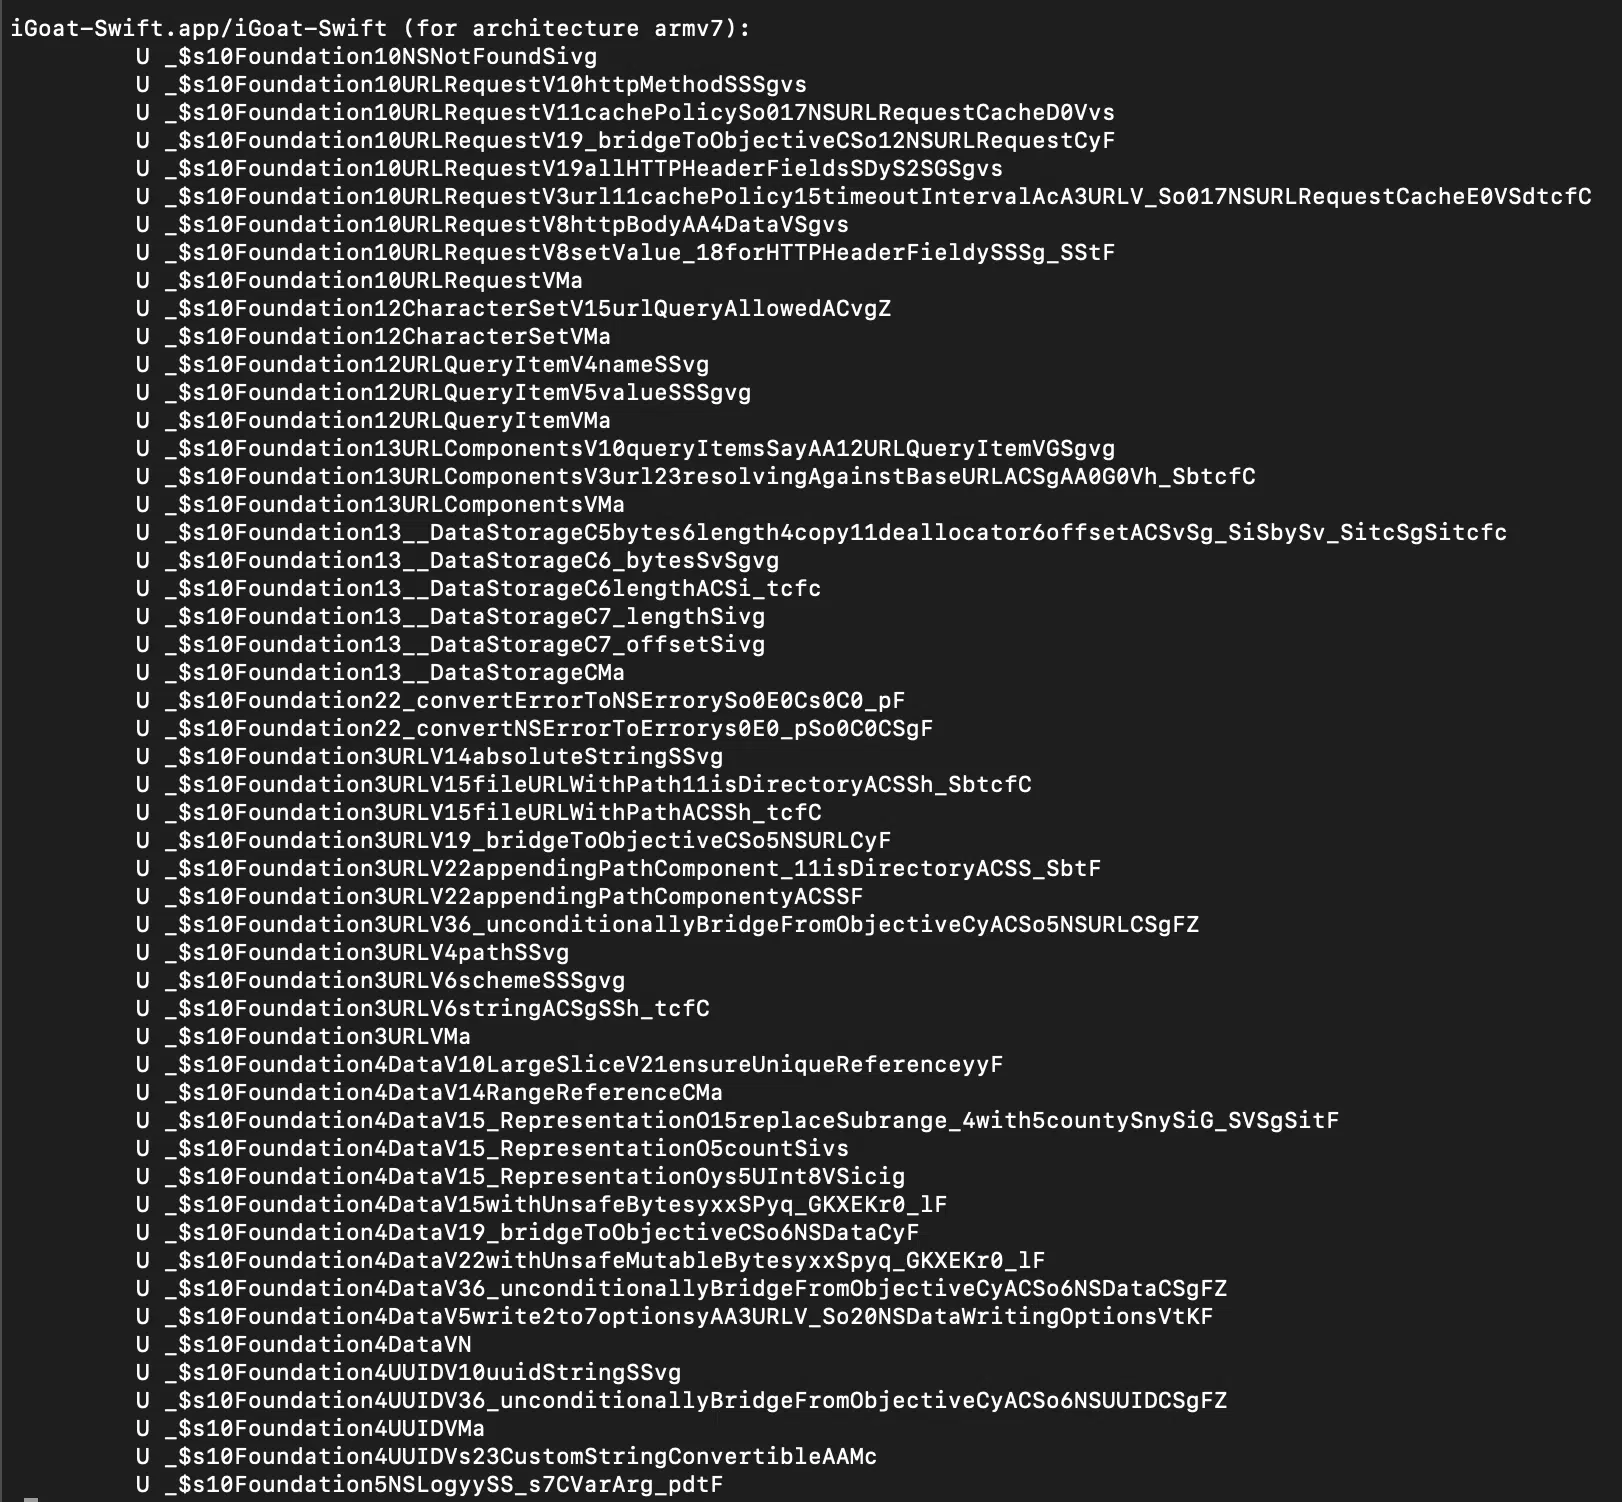 iGoat-Swift.app/iGoat-Swift (for architecture armv7):
U _$s10Foundation10NSNotFoundSivg
U _$s10Foundation10URLRequestV10httpMethodSSSgvs
U _$s10Foundation10URLRequestV11cachePolicySo017NSURLRequestCacheD0Vvs
U _$s10Foundation10URLRequestV19_bridgeToObjectiveCSo12NSURLRequestCyF
U _$s10Foundation10URLRequestV19allHTTPHeaderFieldsSDyS2SGSgvs
U _$s10Foundation10URLRequestV3url11cachePolicy15timeoutIntervalAcA3URLV_So017NSURLRequestCacheE0VSdtcfC
U _$s10Foundation10URLRequestV8httpBodyAA4DataVSgvs
U _$s10Foundation10URLRequestV8setValue_18forHTTPHeaderFieldySSSg_SStF
U _$s10Foundation10URLRequestVMa
U _$s10Foundation12CharacterSetV15urlQueryAllowedACvgZ
U _$s10Foundation12CharacterSetVMa
U _$s10Foundation12URLQueryItemV4nameSSvg
U _$s10Foundation12URLQueryItemV5valueSSSgvg
U _$s10Foundation12URLQueryItemVMa
U _$s10Foundation13URLComponentsV10queryItemsSayAA12URLQueryItemVGSgvg
U _$s10Foundation13URLComponentsV3url23resolvingAgainstBaseURLACSgAA0G0Vh_SbtcfC
U _$s10Foundation13URLComponentsVMa
U _$s10Foundation13__DataStorageC5bytes6length4copy11deallocator6offsetACSvSg_SiSbySv_SitcSgSitcfc
U _$s10Foundation13__DataStorageC6_bytesSvSgvg
U _$s10Foundation13__DataStorageC6lengthACSi_tcfc
U _$s10Foundation13__DataStorageC7_lengthSivg
U _$s10Foundation13__DataStorageC7_offsetSivg
U _$s10Foundation13__DataStorageCMa
U _$s10Foundation22_convertErrorToNSErrorySo0E0Cs0C0_pF
U _$s10Foundation22_convertNSErrorToErrorys0E0_pSo0C0CSgF
U _$s10Foundation3URLV14absoluteStringSSvg
U _$s10Foundation3URLV15fileURLWithPath11isDirectoryACSSh_SbtcfC
U _$s10Foundation3URLV15fileURLWithPathACSSh_tcfC
U _$s10Foundation3URLV19_bridgeToObjectiveCSo5NSURLCyF
U _$s10Foundation3URLV22appendingPathComponent_11isDirectoryACSS_SbtF
U _$s10Foundation3URLV22appendingPathComponentyACSSF
U _$s10Foundation3URLV36_unconditionallyBridgeFromObjectiveCyACSo5NSURLCSgFZ
U _$s10Foundation3URLV4pathSSvg
U _$s10Foundation3URLV6schemeSSSgvg
U _$s10Foundation3URLV6stringACSgSSh_tcfC
U _$s10Foundation3URLVMa
U _$s10Foundation4DataV10LargeSliceV21ensureUniqueReferenceyyF
U _$s10Foundation4DataV14RangeReferenceCMa
U _$s10Foundation4DataV15_RepresentationO15replaceSubrange_4with5countySnySiG_SVSgSitF
U _$s10Foundation4DataV15_RepresentationO5countSivs
U _$s10Foundation4DataV15_RepresentationOys5UInt8VSicig
U _$s10Foundation4DataV15withUnsafeBytesyxxSPyq_GKXEKr0_lF
U _$s10Foundation4DataV19_bridgeToObjectiveCSo6NSDataCyF
U _$s10Foundation4DataV22withUnsafeMutableBytesyxxSpyq_GKXEKr0_lF
U _$s10Foundation4DataV36_unconditionallyBridgeFromObjectiveCyACSo6NSDataCSgFZ
U _$s10Foundation4DataV5write2to7optionsyAA3URLV_So20NSDataWritingOptionsVtKF
U _$s10Foundation4DataVN
U _$s10Foundation4UUIDV10uuidStringSSvg
U _$s10Foundation4UUIDV36_unconditionallyBridgeFromObjectiveCyACSo6NSUUIDCSgFZ
U _$s10Foundation4UUIDVMa
U _$s10Foundation4UUIDVs23CustomStringConvertibleAAMc
U _$s10Foundation5NSLogyySS_s7CVarArg_pdtF